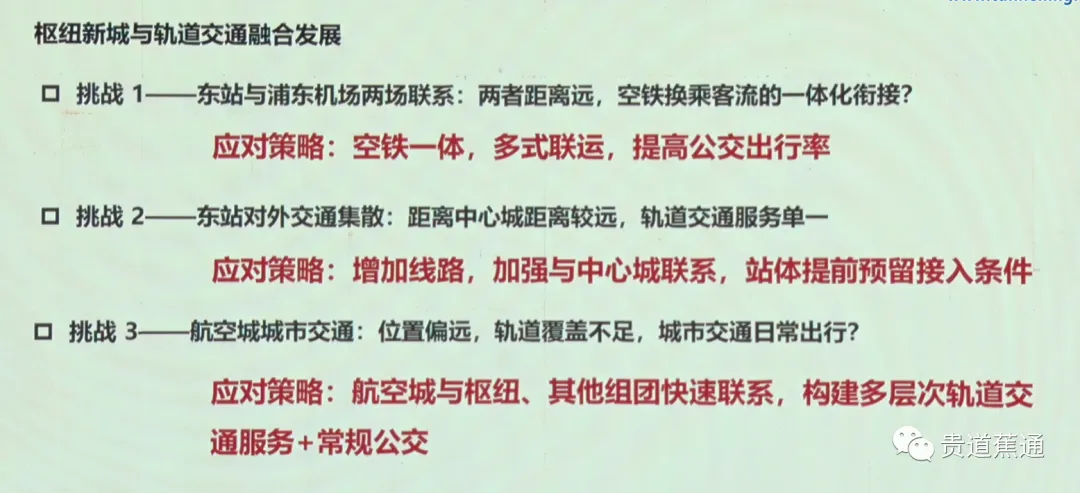 枢纽新城与轨道交通融合发展
挑战 1——东站与浦东机场两场联系：两者距离远，空铁换乘客流的一体化衔接？
应对策略：空铁一体，多式联运，提高公交出行率
挑战 2——东站对外交通集散：距离中心城距离较远，轨道交通服务单一
应对策略：增加线路，加强与中心城联系，站体提前预留接入条件
挑战 3——航空城城市交通：位置偏远，轨道覆盖不足，城市交通日常出行？
应对策略：航空城与枢纽、其他组团快速联系，构建多层次轨道交
通服务+常规公交
贵道蕉通